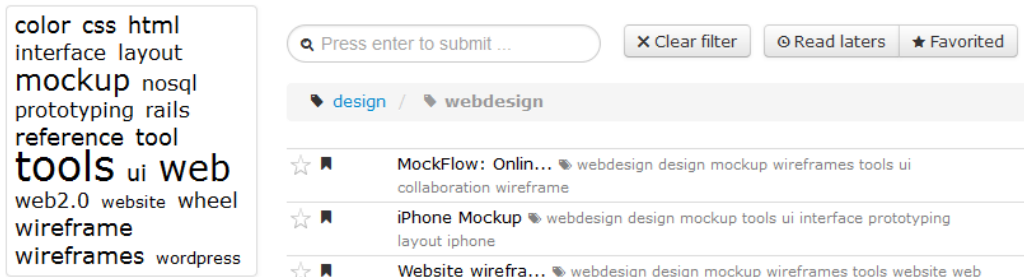 color css html
interface layout
mockup nosql
prototyping rails
reference tool
tools ui web
web2.0 website wheel
wireframe
wireframes wordpress
Press enter to submit ...
Clear filter
Read laters
Favorited
design / webdesign
MockFlow: Onlin... webdesign design mockup wireframes tools ui
collaboration wireframe
iPhone Mockup webdesign design mockup tools ui interface prototyping
layout iphone
Website wirefra... webdesign design mockup wireframes tools website web